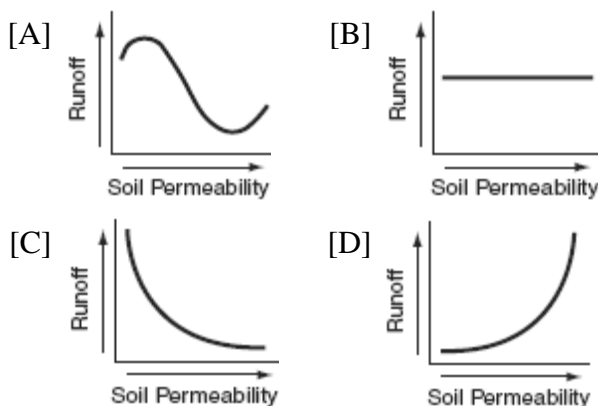 [A]
Runoff
Soil Permeability
[B]
Runoff
Soil Permeability
[C]
Runoff
Soil Permeability
[D]
Runoff
Soil Permeability